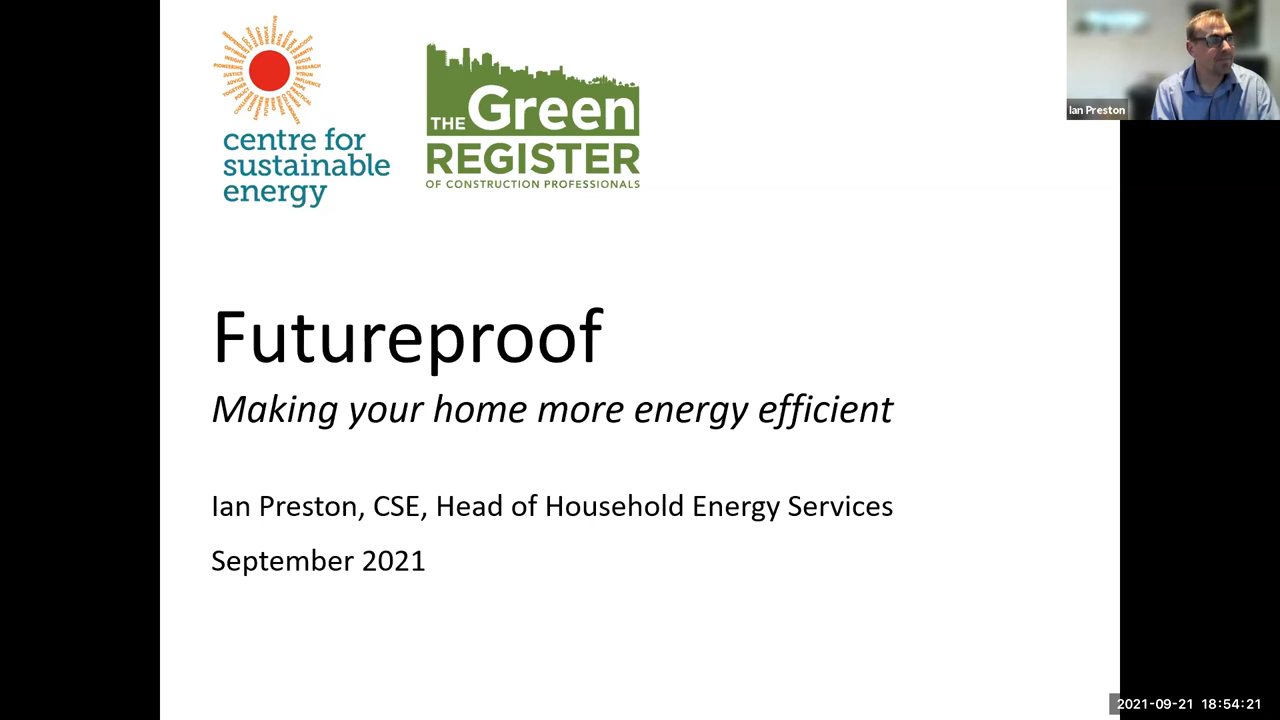 centre for
sustainable
energy
THE Green
REGISTER
OF CONSTRUCTION PROFESSIONALS
Ian Preston
Futureproof
Making your home more energy efficient
Ian Preston, CSE, Head of Household Energy Services
September 2021
2021-09-21 18:54:21